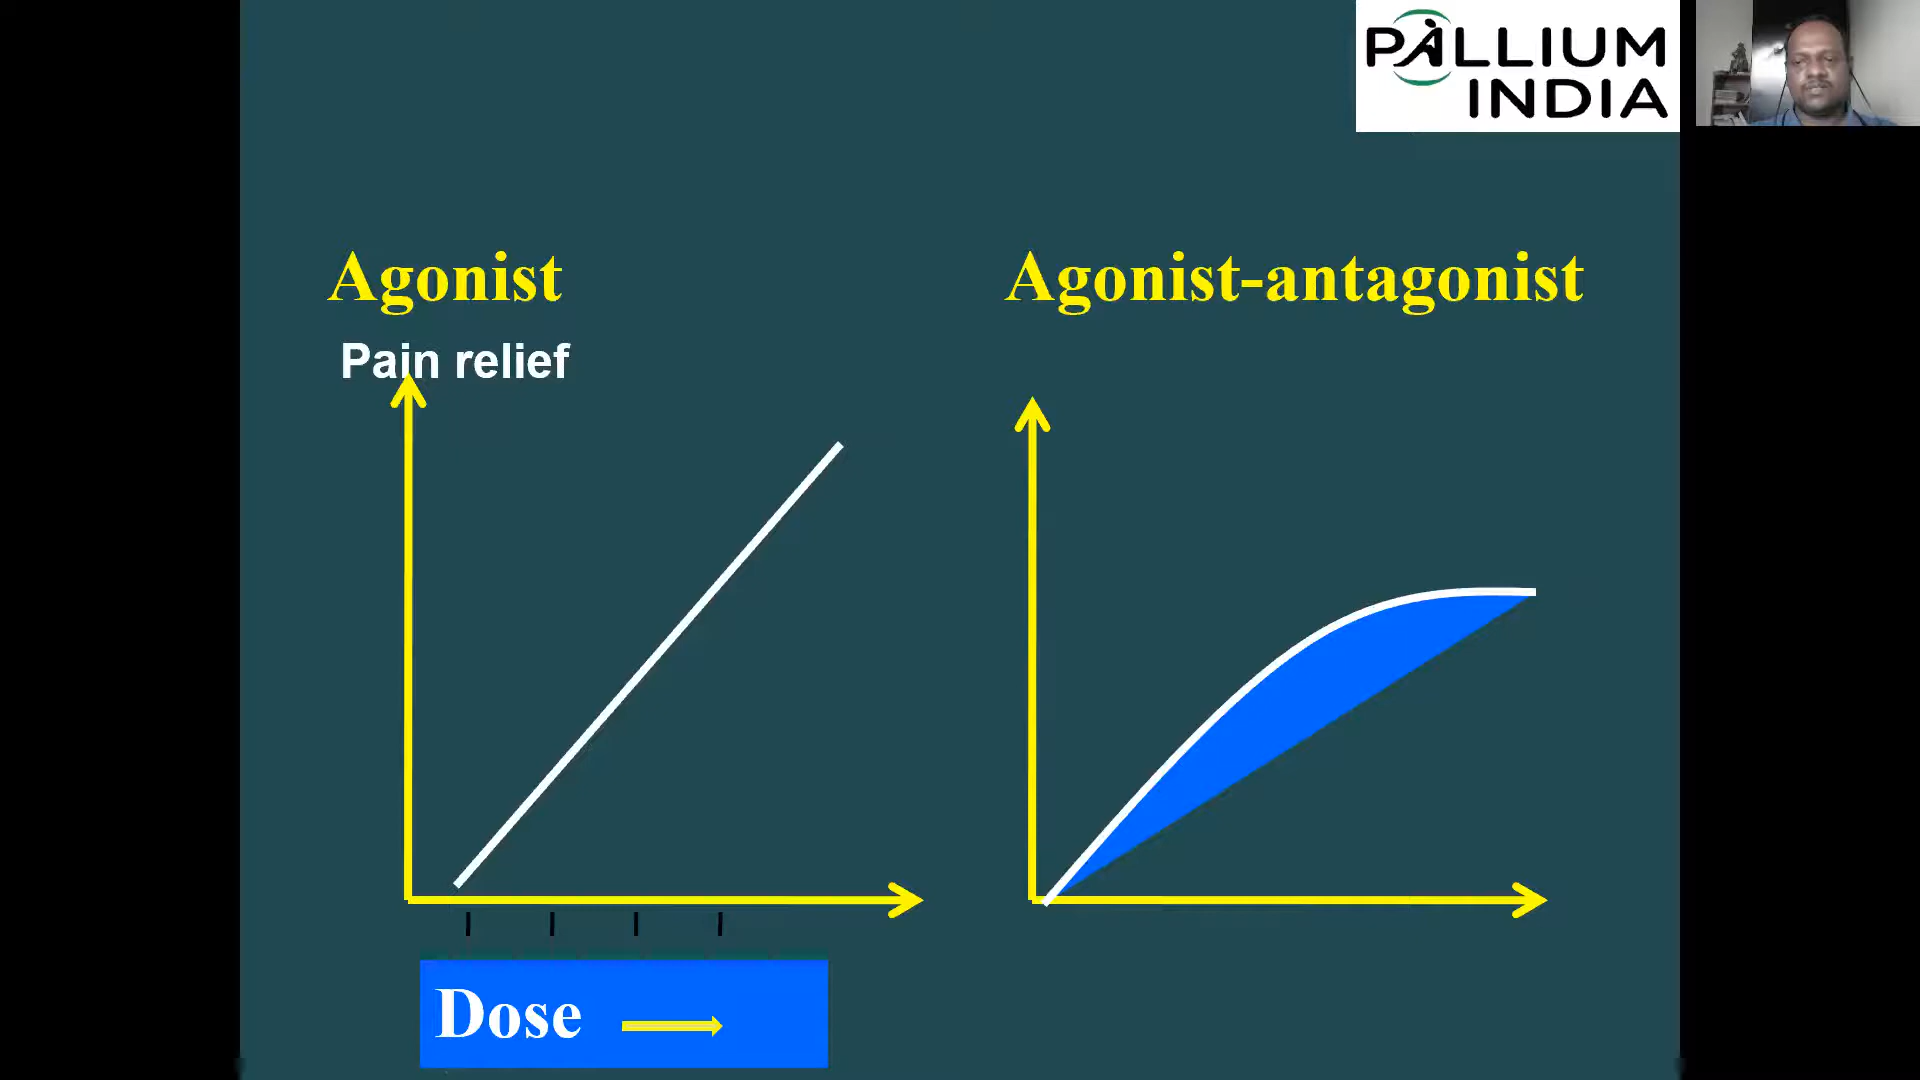 PALLIUM
INDIA
Agonist
Agonist-antagonist
Pain relief
Dose